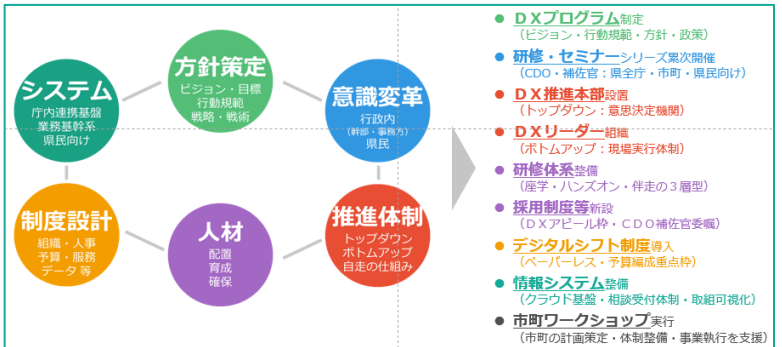 システム
庁内連携基盤
業務基幹系
県民向け
方針策定
ビジョン・目標
行動規範
戦略・戦術
意識変革
行政内
(幹部・事務方)
県民
制度設計
組織・人事
予算・服務
データ 等
人材
配置
育成
確保
推進体制
トップダウン
ボトムアップ
自走の仕組み
● ＤＸプログラム制定
（ビジョン・行動規範・方針・政策）
● 研修・セミナーシリーズ累次開催
（CDO・補佐官：県全庁・市町・県民向け）
● ＤＸ推進本部設置
（トップダウン：意思決定機関）
● ＤＸリーダー組織
（ボトムアップ：現場実行体制）
● 研修体系整備
（座学・ハンズオン・伴走の３層型）
● 採用制度等新設
（ＤＸアピール枠・ＣＤＯ補佐官委嘱）
● デジタルシフト制度導入
（ペーパーレス・予算編成重点枠）
● 情報システム整備
（クラウド基盤・相談受付体制・取組可視化）
● 市町ワークショップ実行
（市町の計画策定・体制整備・事業執行を支援）